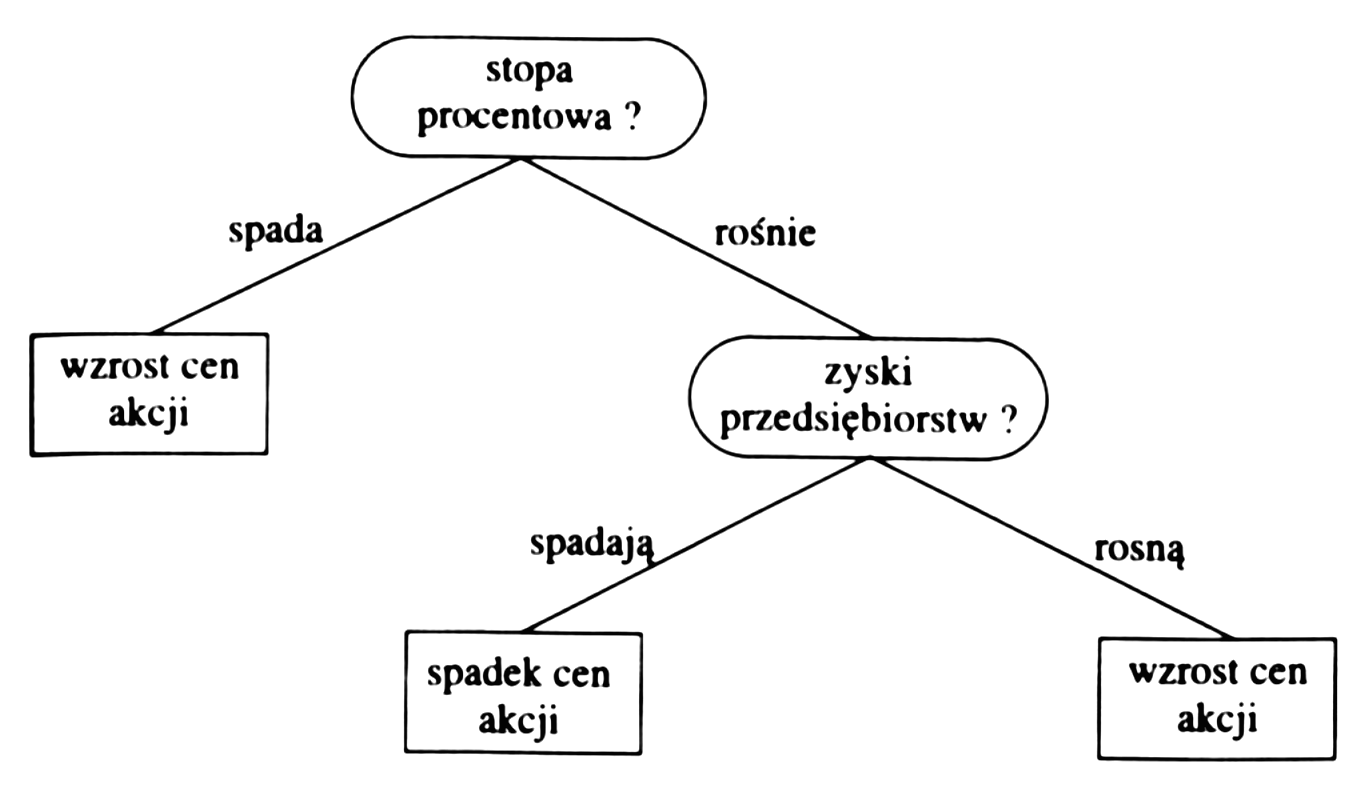 stopa
procentowa ?
spada
rośnie
wzrost cen
akcji
zyski
przedsiębiorstw ?
spadają
rosną
spadek cen
akcji
wzrost cen
akcji